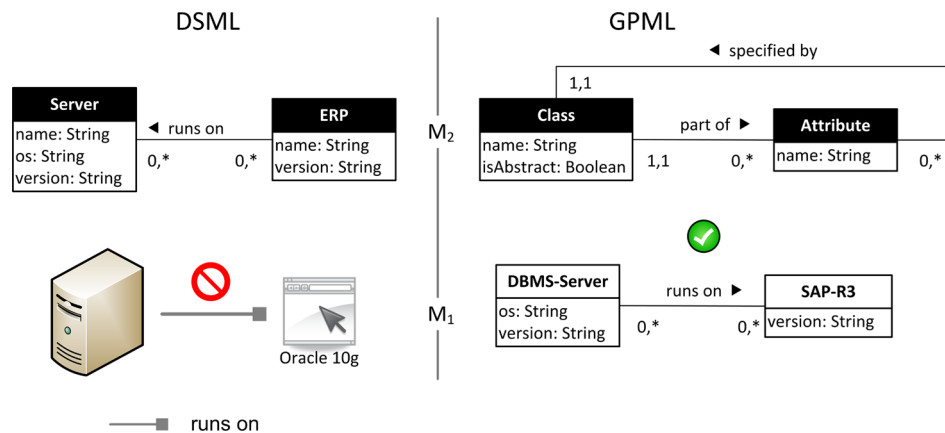 DSML
GPML
◄ specified by
1,1
Server
name: String
os: String
version: String
◄ runs on
0,*
0,*
ERP
name: String
version: String
M2
Class
name: String
isAbstract: Boolean
part of ►
1,1
0,*
Attribute
name: String
0,*
Oracle 10g
M1
DBMS-Server
os: String
version: String
runs on ►
0,*
0,*
SAP-R3
version: String
runs on